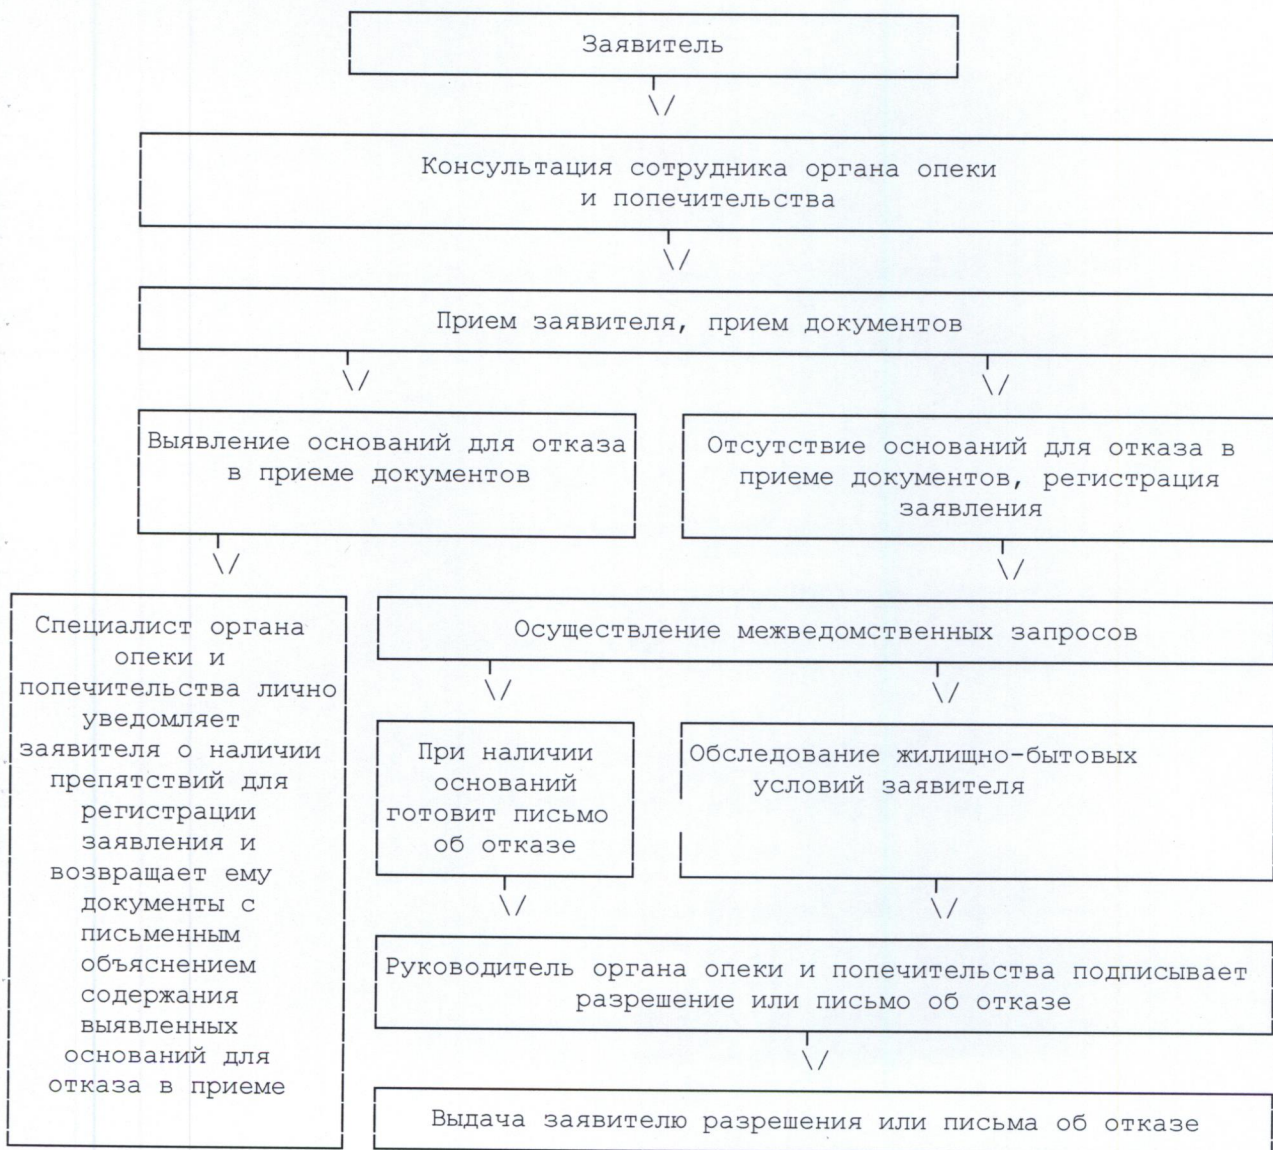 Заявитель
Консультация сотрудника органа опеки
и попечительства
Прием заявителя, прием документов
Выявление оснований для отказа
в приеме документов
Отсутствие оснований для отказа в
приеме документов, регистрация
заявления
Специалист органа
опеки и
попечительства лично
уведомляет
заявителя о наличии
препятствий для
регистрации
заявления и
возвращает ему
документы с
письменным
объяснением
содержания
выявленных
оснований для
отказа в приеме
Осуществление межведомственных запросов
При наличии
оснований
готовит письмо
об отказе
Обследование жилищно-бытовых
условий заявителя
Руководитель органа опеки и попечительства подписывает
разрешение или письмо об отказе
Выдача заявителю разрешения или письма об отказе